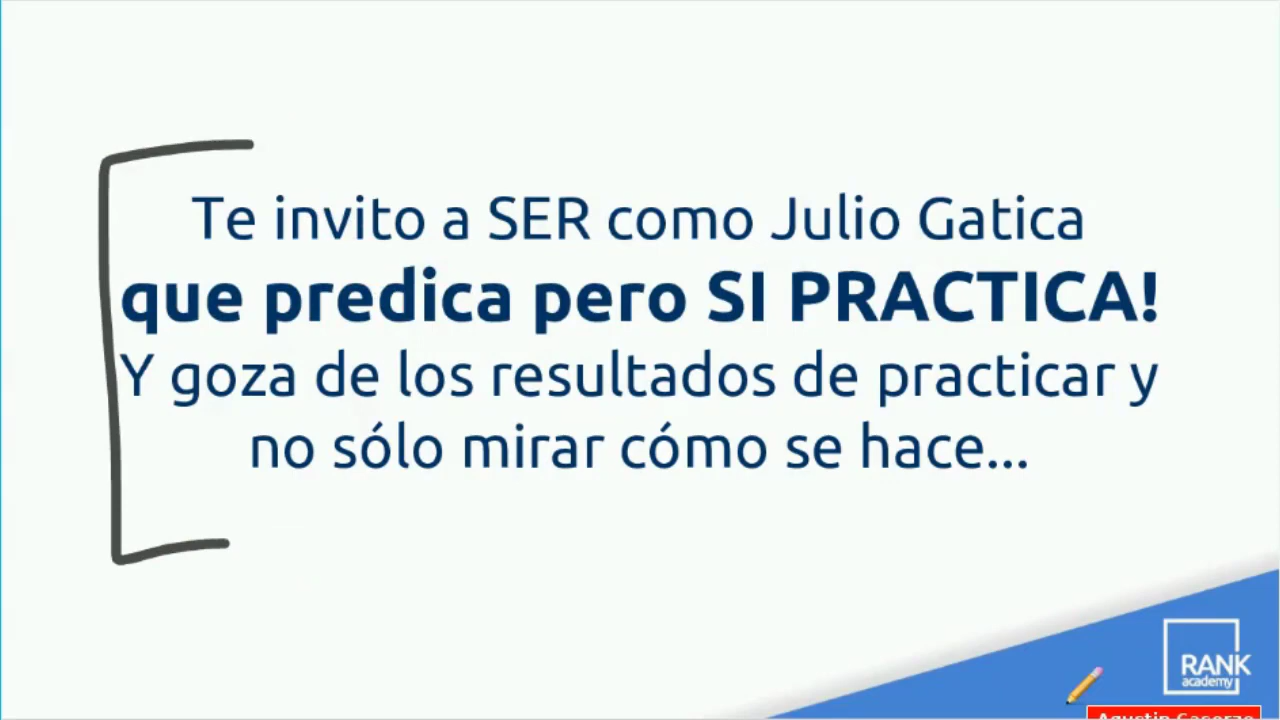 Te invito a SER como Julio Gatica
que predica pero SI PRACTICA!
Y goza de los resultados de practicar y
no sólo mirar cómo se hace...
RANK
academy